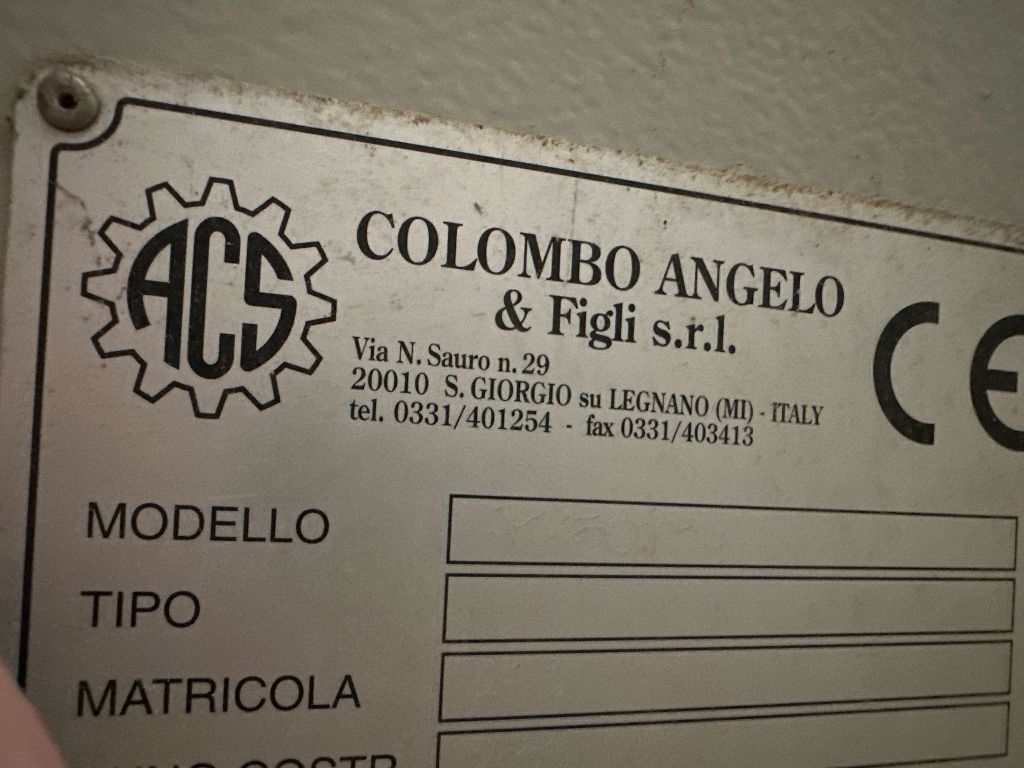 ACS
COLOMBO ANGELO
& Figli s.r.l.
Via N. Sauro n. 29
20010 S. GIORGIO su LEGNANO (MI) - ITALY
tel. 0331/401254 - fax 0331/403413
CE
MODELLO
TIPO
MATRICOLA